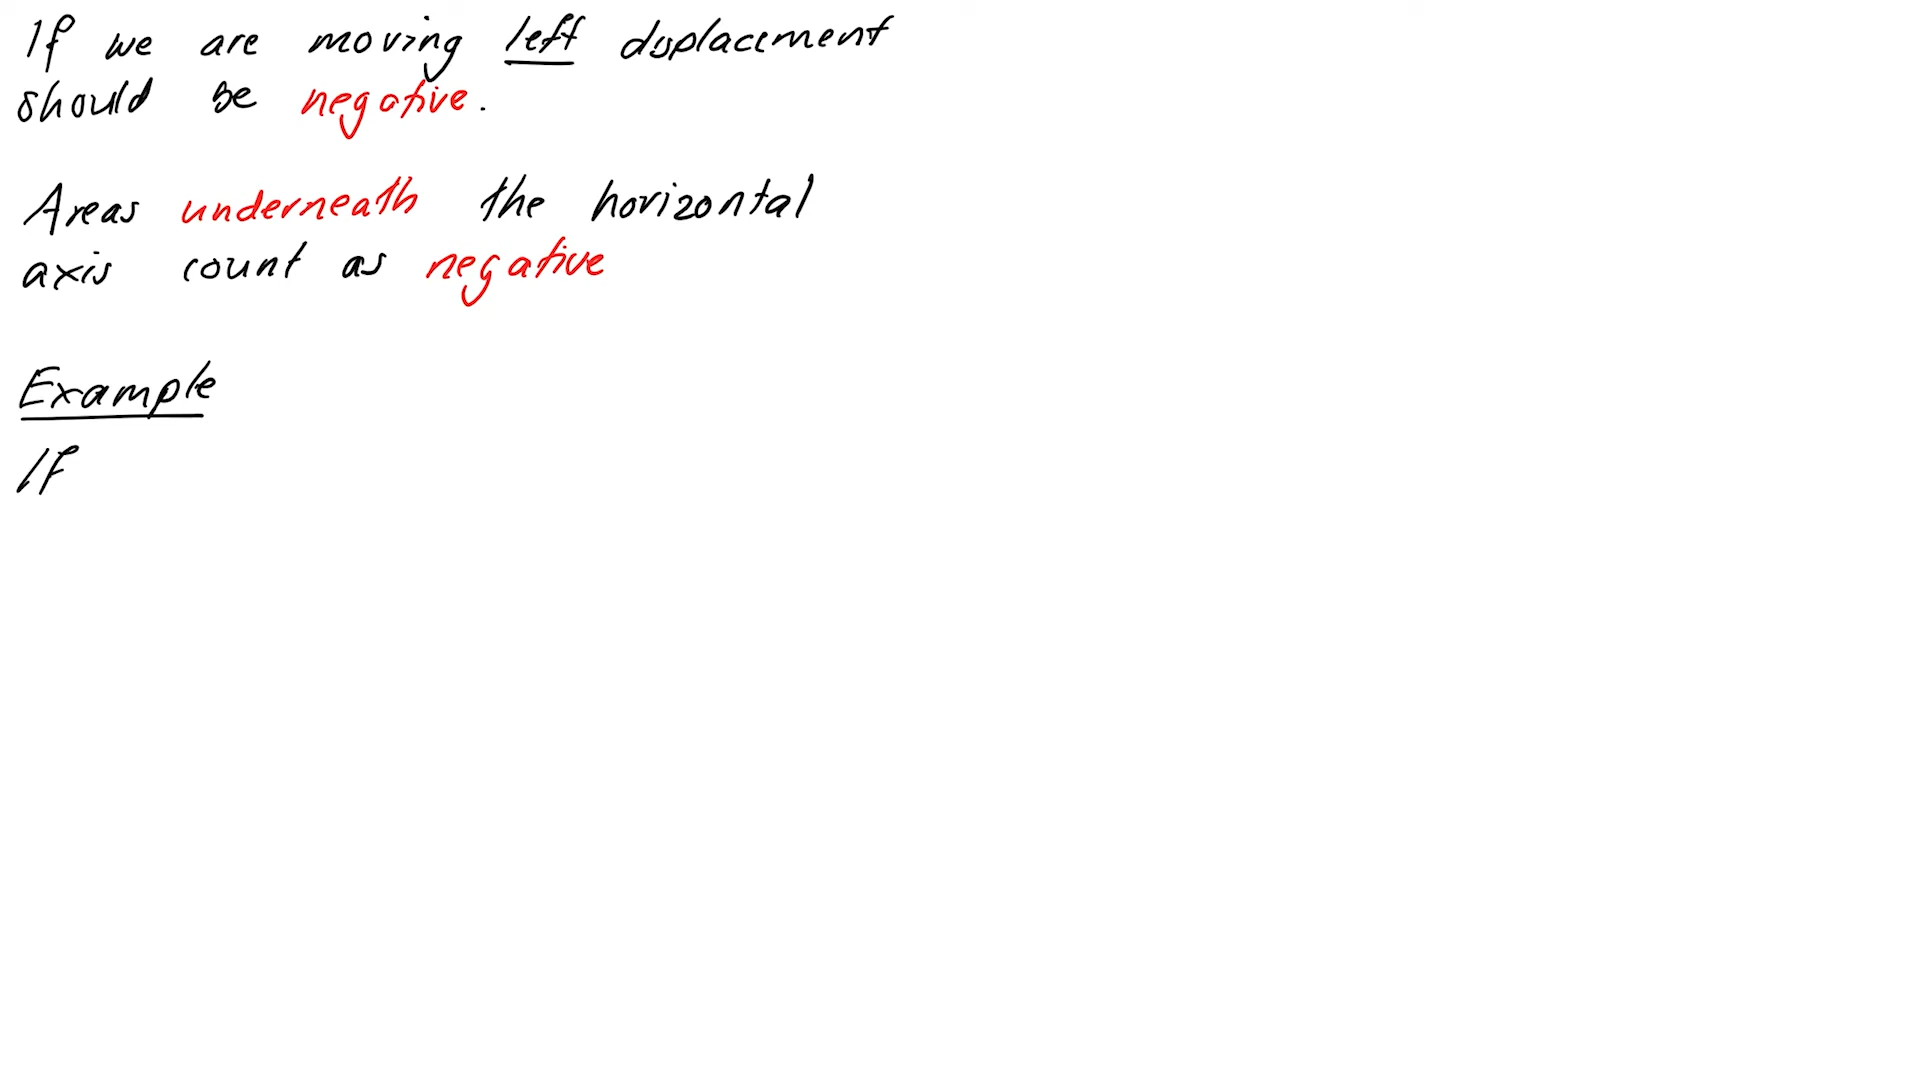 If we are moving left displacement
should be negative.
Areas underneath the horizontal
axis count as negative
Example
If